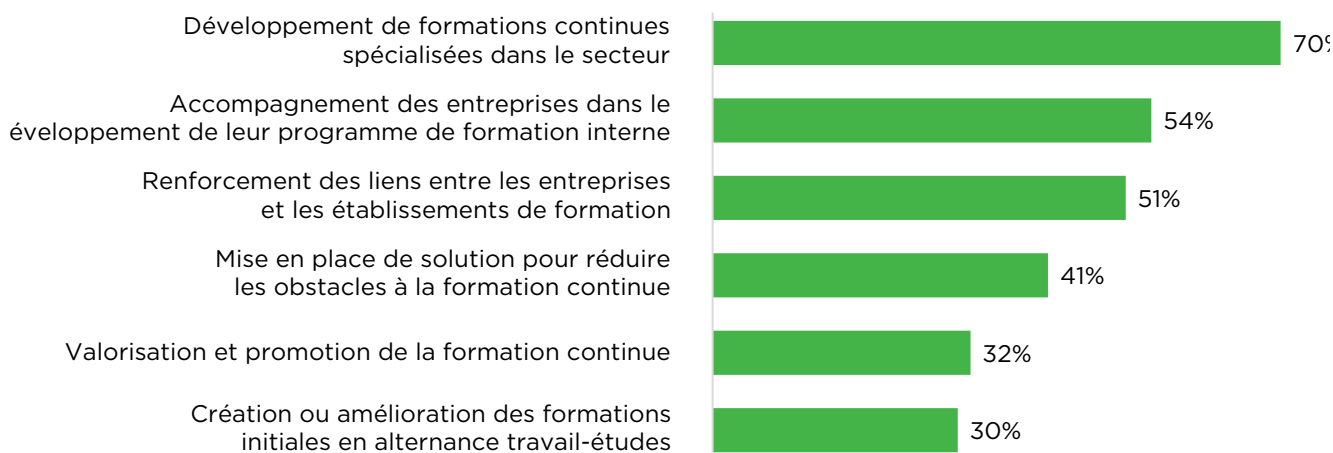 Développement de formations continues
spécialisées dans le secteur
70%
Accompagnement des entreprises dans le
éveloppement de leur programme de formation interne
54%
Renforcement des liens entre les entreprises
et les établissements de formation
51%
Mise en place de solution pour réduire
les obstacles à la formation continue
41%
Valorisation et promotion de la formation continue
32%
Création ou amélioration des formations
initiales en alternance travail-études
30%